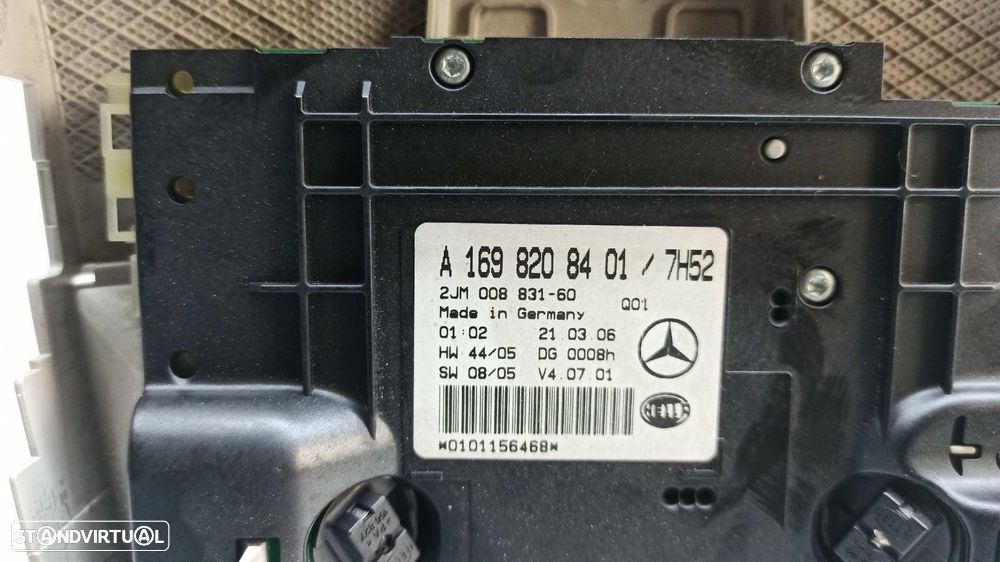 A 169 820 84 01 / 7H52
2JM 008 831-60 Q01
Made in Germany
01:02 21.03.06
HW 44/05 DG 0008h
SW 08/05 V4.07.01
HELLA
*0101156468*
STANDVIRTUAL